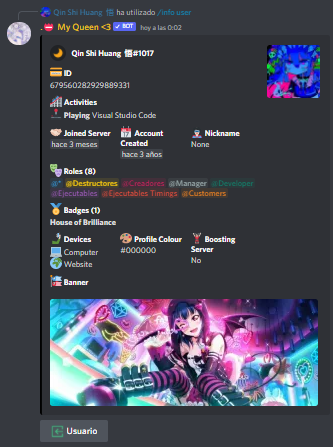 Qin Shi Huang 悟 ha utilizado /info user
My Queen <3 ✓ BOT hoy a las 0:02
Qin Shi Huang 悟#1017
ID
679560282929889331
Activities
Playing Visual Studio Code
Joined Server
hace 3 meses
Account Created
hace 3 años
Nickname
None
Roles (8)
@* @Destructores @Creadores @Manager @Developer
@Ejecutables @Ejecutables Timings @Customers
Badges (1)
House of Brilliance
Devices
Computer
Website
Profile Colour
#000000
Boosting Server
No
Banner
Usuario